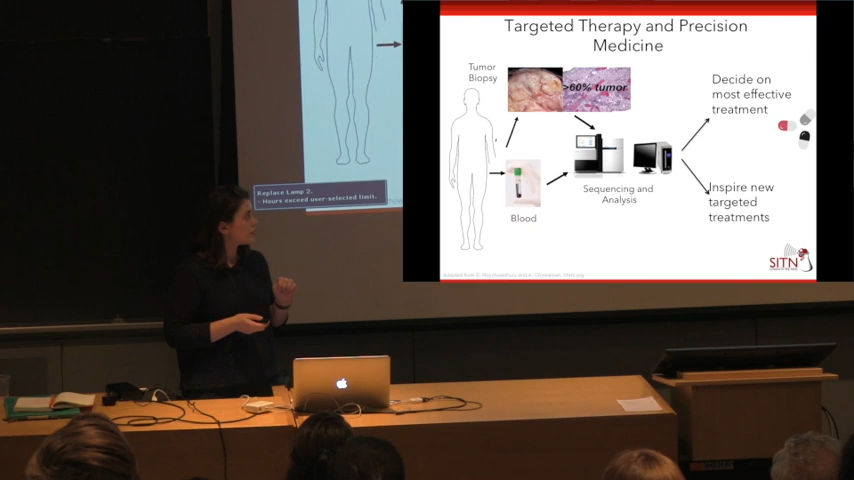 Targeted Therapy and Precision
Medicine
Tumor
Biopsy
>60% tumor
Decide on
most effective
treatment
Sequencing and
Analysis
Blood
Inspire new
targeted
treatments
SITN
Replace Lamp 2.
- Hours exceed user-selected limit.